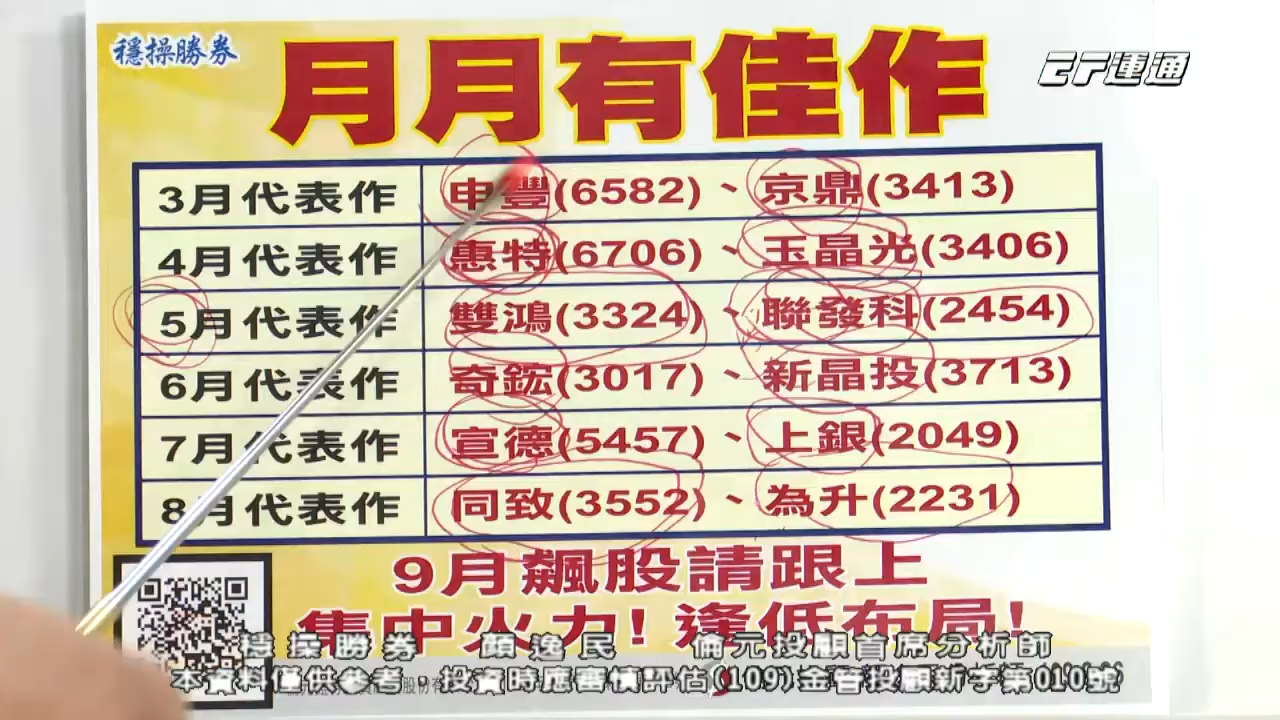 穩操勝券
月月有佳作
EF運通
3月代表作 申豐(6582)、京鼎(3413)
4月代表作 惠特(6706)、玉晶光(3406)
5月代表作 雙鴻(3324)、聯發科(2454)
6月代表作 奇鋐(3017)、新晶投(3713)
7月代表作 宣德(5457)、上銀(2049)
8月代表作 同致(3552)、為升(2231)
9月飆股請跟上
集中火力!逢低布局!
穩操勝券 顏逸民 倫元投顧首席分析師
本資料僅供參考,投資時應審慎評估(109)金管投顧新字第010號